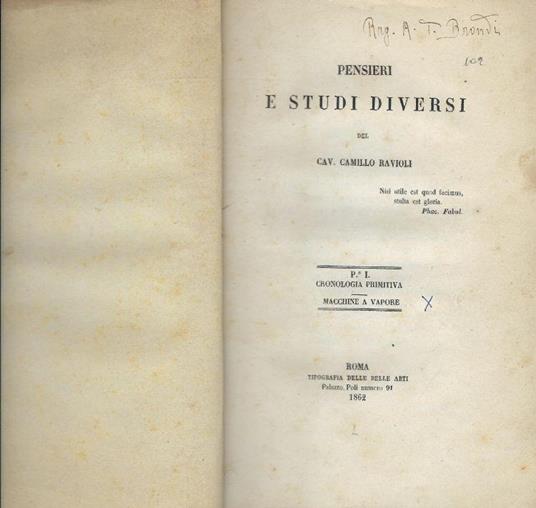 Arg. A. T. Brondi
102
PENSIERI
E STUDI DIVERSI
DEL
CAV. CAMILLO RAVIOLI
Nisi utile est quod facimus,
stulta est gloria.
Phae. Fabul.
P.ª I.
CRONOLOGIA PRIMITIVA
MACCHINE A VAPORE
X
ROMA
TIPOGRAFIA DELLE BELLE ARTI
Palazzo Poli numero 91
1862